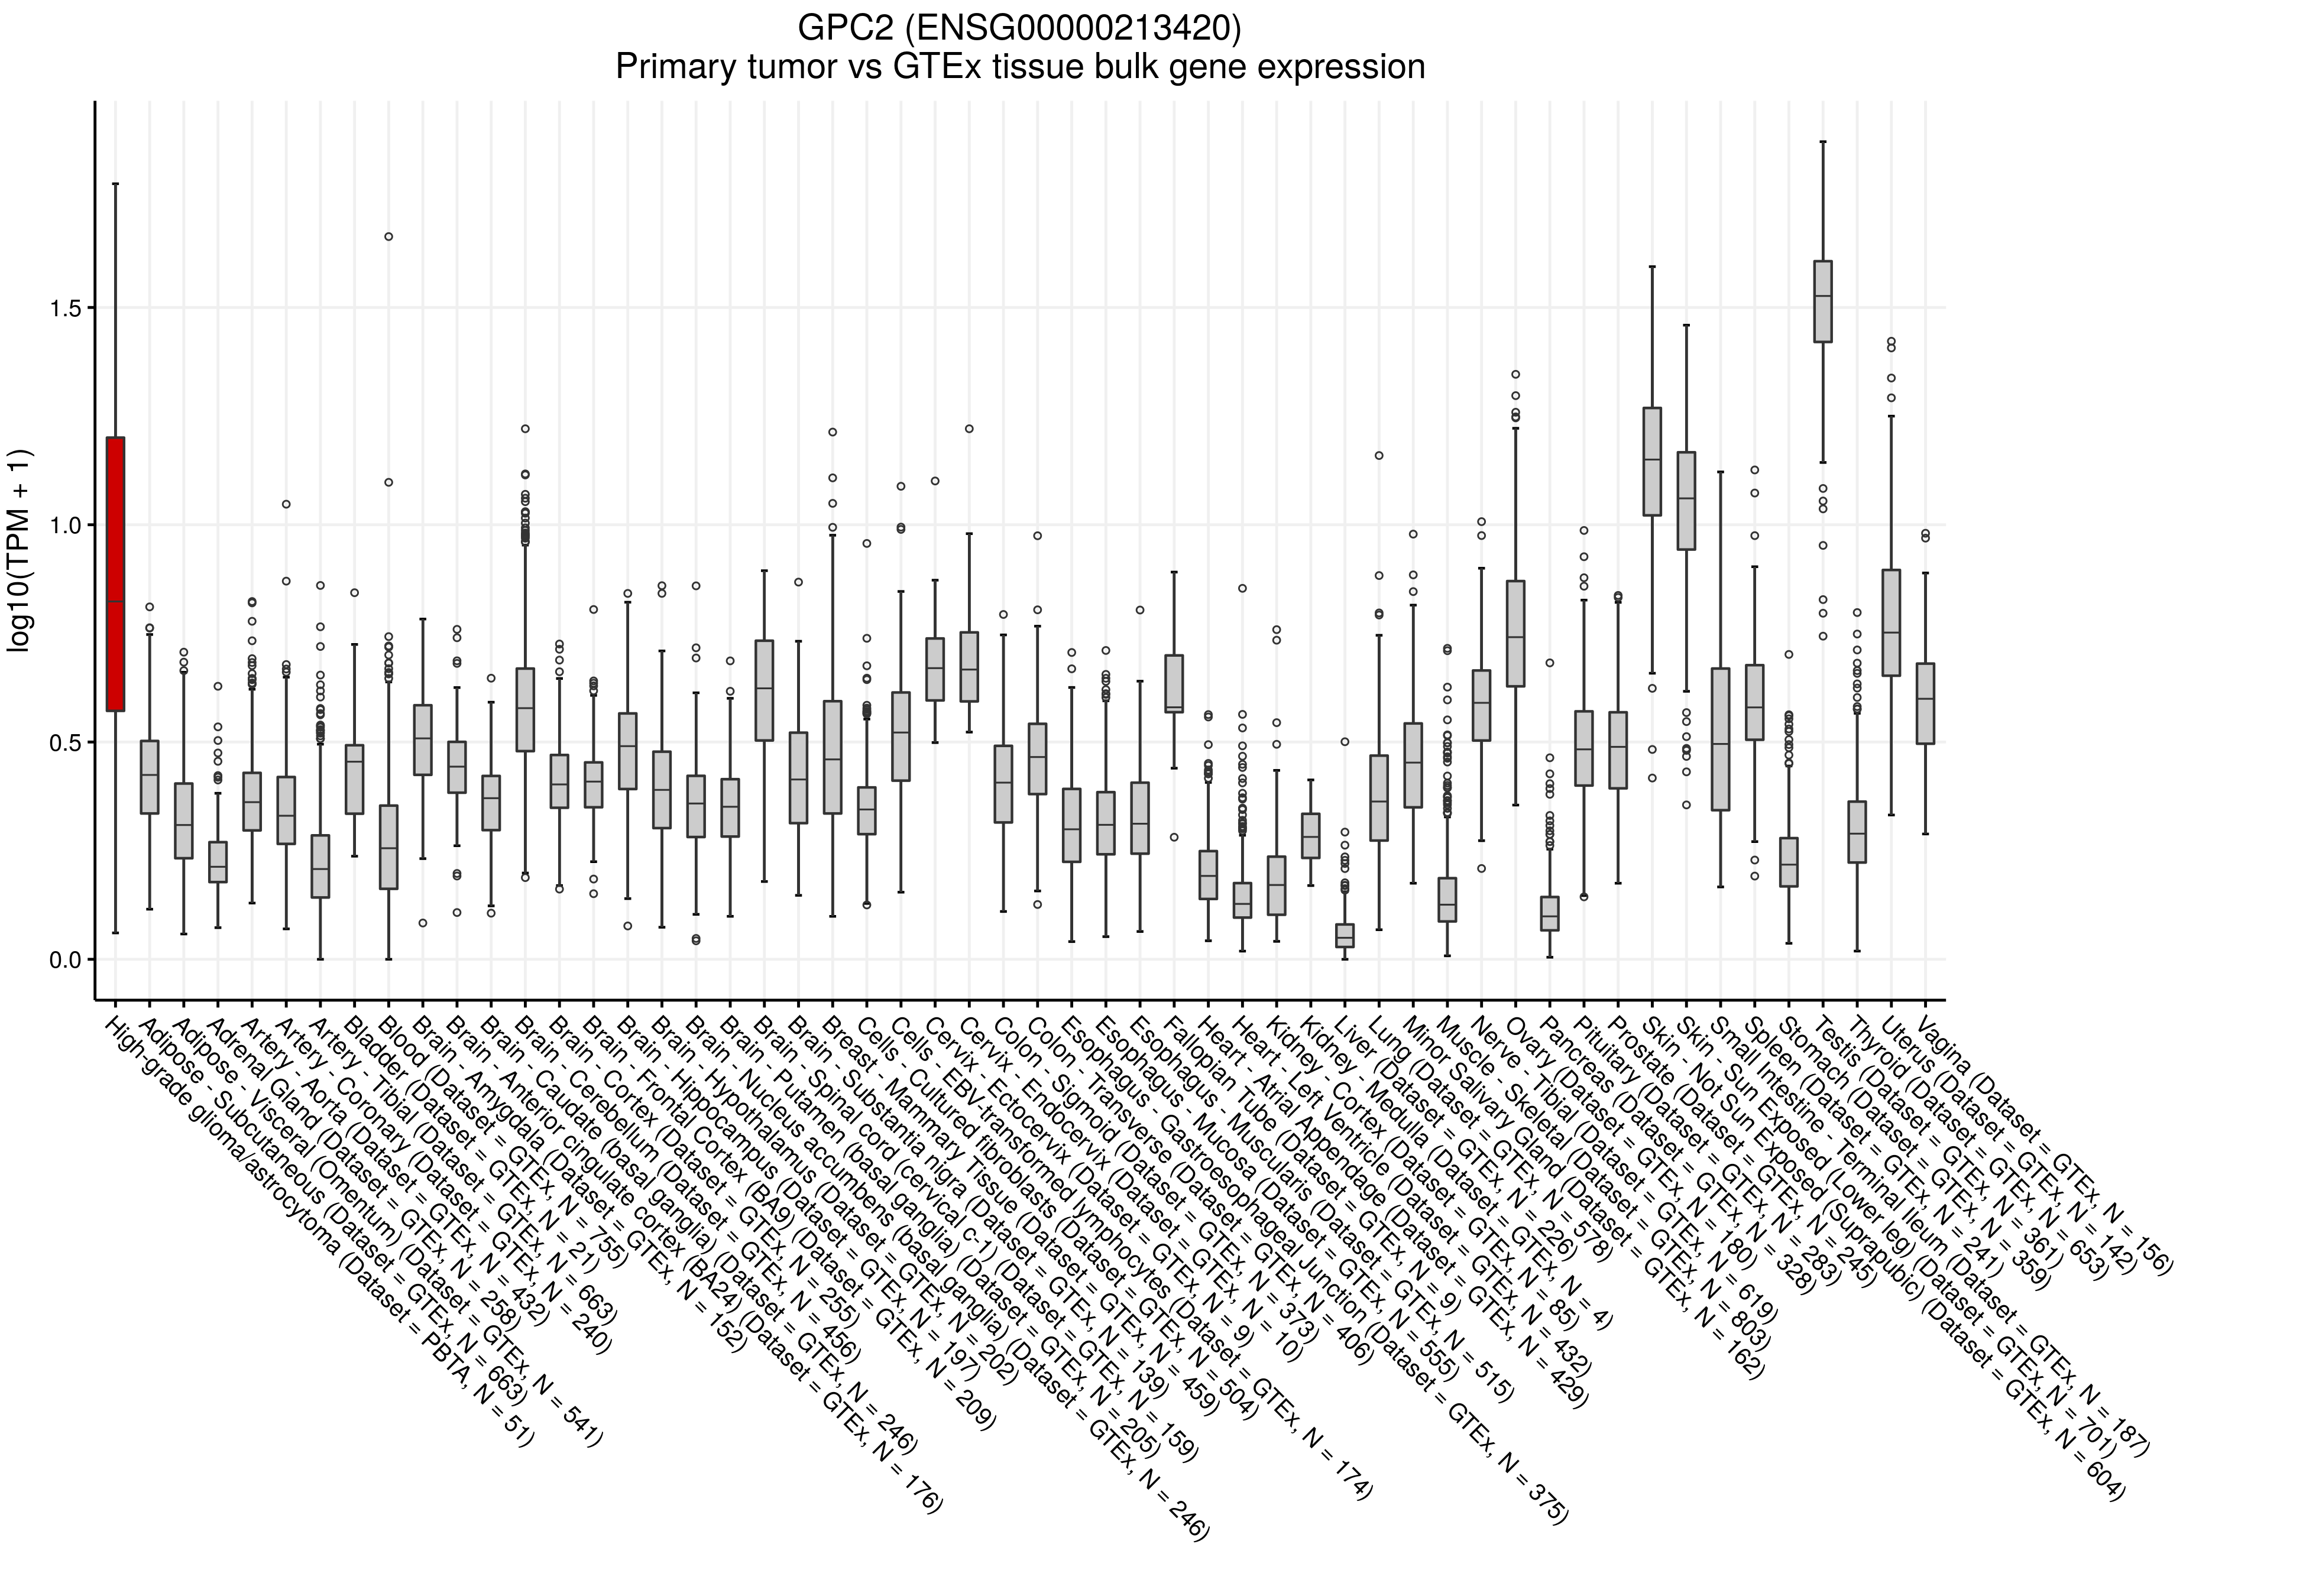 GPC2 (ENSG00000213420)
Primary tumor vs GTEx tissue bulk gene expression
log10(TPM + 1)
1.5
1.0
0.5
0.0
High-grade glioma/astrocytoma (Dataset = PBTA, N = 51)
Adipose - Subcutaneous (Dataset = GTEx, N = 663)
Adipose - Visceral (Omentum) (Dataset = GTEx, N = 541)
Adrenal Gland (Dataset = GTEx, N = 258)
Artery - Aorta (Dataset = GTEx, N = 432)
Artery - Coronary (Dataset = GTEx, N = 240)
Artery - Tibial (Dataset = GTEx, N = 663)
Bladder (Dataset = GTEx, N = 21)
Blood (Dataset = GTEx, N = 755)
Brain - Amygdala (Dataset = GTEx, N = 152)
Brain - Anterior cingulate cortex (BA24) (Dataset = GTEx, N = 176)
Brain - Caudate (basal ganglia) (Dataset = GTEx, N = 246)
Brain - Cerebellum (Dataset = GTEx, N = 456)
Brain - Cortex (Dataset = GTEx, N = 255)
Brain - Frontal Cortex (BA9) (Dataset = GTEx, N = 209)
Brain - Hippocampus (Dataset = GTEx, N = 197)
Brain - Hypothalamus (Dataset = GTEx, N = 202)
Brain - Nucleus accumbens (basal ganglia) (Dataset = GTEx, N = 246)
Brain - Putamen (basal ganglia) (Dataset = GTEx, N = 205)
Brain - Spinal cord (cervical c-1) (Dataset = GTEx, N = 159)
Brain - Substantia nigra (Dataset = GTEx, N = 139)
Breast - Mammary Tissue (Dataset = GTEx, N = 459)
Cells - Cultured fibroblasts (Dataset = GTEx, N = 504)
Cells - EBV-transformed lymphocytes (Dataset = GTEx, N = 174)
Cervix - Ectocervix (Dataset = GTEx, N = 9)
Cervix - Endocervix (Dataset = GTEx, N = 10)
Colon - Sigmoid (Dataset = GTEx, N = 373)
Colon - Transverse (Dataset = GTEx, N = 406)
Esophagus - Gastroesophageal Junction (Dataset = GTEx, N = 375)
Esophagus - Mucosa (Dataset = GTEx, N = 555)
Esophagus - Muscularis (Dataset = GTEx, N = 515)
Fallopian Tube (Dataset = GTEx, N = 9)
Heart - Atrial Appendage (Dataset = GTEx, N = 429)
Heart - Left Ventricle (Dataset = GTEx, N = 432)
Kidney - Cortex (Dataset = GTEx, N = 85)
Kidney - Medulla (Dataset = GTEx, N = 4)
Liver (Dataset = GTEx, N = 226)
Lung (Dataset = GTEx, N = 578)
Minor Salivary Gland (Dataset = GTEx, N = 162)
Muscle - Skeletal (Dataset = GTEx, N = 803)
Nerve - Tibial (Dataset = GTEx, N = 619)
Ovary (Dataset = GTEx, N = 180)
Pancreas (Dataset = GTEx, N = 328)
Pituitary (Dataset = GTEx, N = 283)
Prostate (Dataset = GTEx, N = 245)
Skin - Not Sun Exposed (Suprapubic) (Dataset = GTEx, N = 604)
Skin - Sun Exposed (Lower leg) (Dataset = GTEx, N = 701)
Small Intestine - Terminal Ileum (Dataset = GTEx, N = 187)
Spleen (Dataset = GTEx, N = 241)
Stomach (Dataset = GTEx, N = 359)
Testis (Dataset = GTEx, N = 361)
Thyroid (Dataset = GTEx, N = 653)
Uterus (Dataset = GTEx, N = 142)
Vagina (Dataset = GTEx, N = 156)